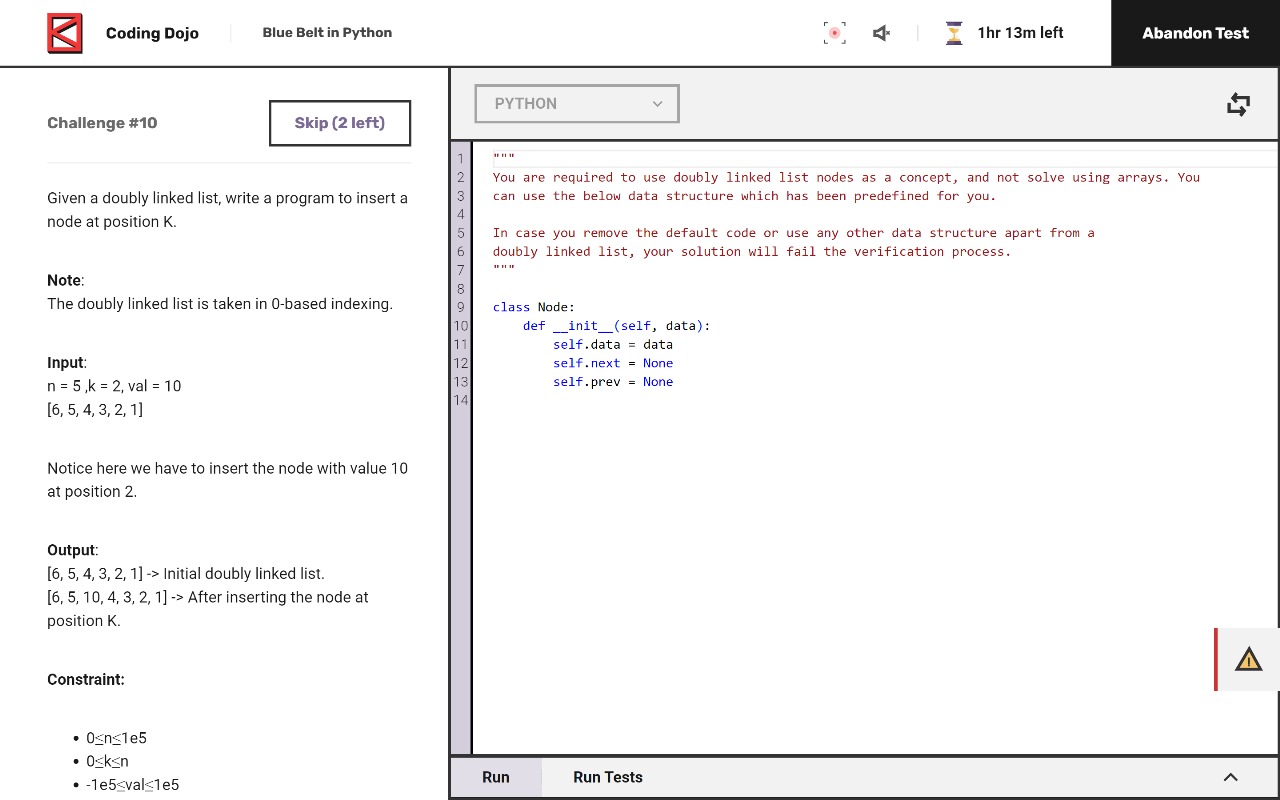 Coding Dojo
Blue Belt in Python
1hr 13m left
Abandon Test
Challenge #10
Skip (2 left)
Given a doubly linked list, write a program to insert a
node at position K.
Note:
The doubly linked list is taken in 0-based indexing.
Input:
n = 5 ,k = 2, val = 10
[6, 5, 4, 3, 2, 1]
Notice here we have to insert the node with value 10
at position 2.
Output:
[6, 5, 4, 3, 2, 1] -> Initial doubly linked list.
[6, 5, 10, 4, 3, 2, 1] -> After inserting the node at
position K.
Constraint:
• 0≤n≤1e5
• 0≤k≤n
• -1e5≤val≤1e5
PYTHON
1 """
2 You are required to use doubly linked list nodes as a concept, and not solve using arrays. You
3 can use the below data structure which has been predefined for you.
4
5 In case you remove the default code or use any other data structure apart from a
6 doubly linked list, your solution will fail the verification process.
7 """
8
9 class Node:
10     def __init__(self, data):
11         self.data = data
12         self.next = None
13         self.prev = None
14
Run
Run Tests